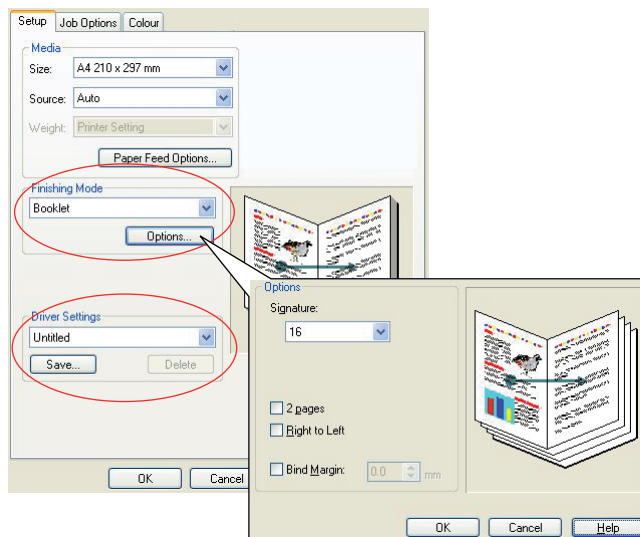 Setup Job Options Colour
Media
Size: A4 210 x 297 mm
Source: Auto
Weight: Printer Setting
Paper Feed Options...
Finishing Mode
Booklet
Options...
Driver Settings
Untitled
Save... Delete
OK Cancel
Options
Signature:
16
2 pages
Right to Left
Bind Margin: 0.0 mm
OK Cancel Help